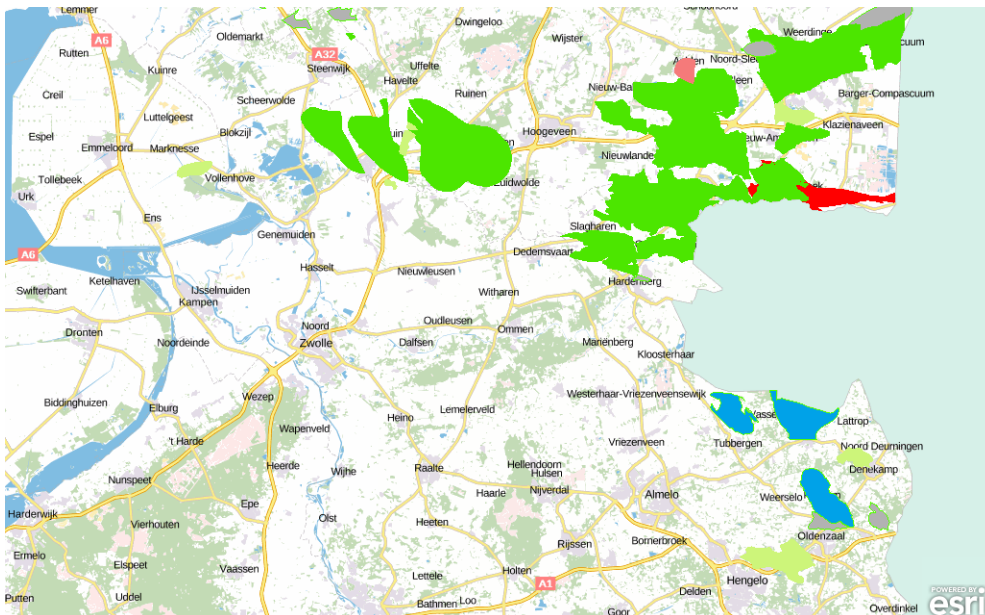 Lemmer
Dwingeloo
Oldemarkt
A6
Rutten
A32
Wijster
Weerdinge
Steenwijk
Uffelte
Kuinre
Havelte
Creil
Ruinen
Barger-Compascuum
Scheerwolde
Luttelgeest
Blokzijl
Espel
Hoogeveen
Klazienaveen
Emmeloord
Marknesse
Tollebeek
Vollenhove
Zuidwolde
Urk
Ens
Slagharen
Genemuiden
A6
Dedemsvaart
Hasselt
Nieuwleusen
Ketelhaven
Hardenberg
Swifterbant
IJsselmuiden
Witharen
Kampen
Noord
Oudleusen
Dronten
Ommen
Zwolle
Dalfsen
Mariënberg
Noordeinde
Kloosterhaar
Biddinghuizen
Wezep
Westerhaar-Vriezenveensewijk
Elburg
Lemelerveld
Heino
Lattrop
't Harde
Wapenveld
Vriezenveen
Tubbergen
Noord Deurningen
Heerde
Raalte
Hellendoorn
Denekamp
Nunspeet
Wijhe
Hulsen
Haarle
Nijverdal
Almelo
Weerselo
Epe
Harderwijk
Olst
Vierhouten
Heeten
Oldenzaal
Rijssen
Bornerbroek
Ermelo
Elspeet
Vaassen
Lettele
Holten
Hengelo
A1
Delden
Putten
Uddel
Bathmen
Loo
Goor
Overdinkel
POWERED BY
esri